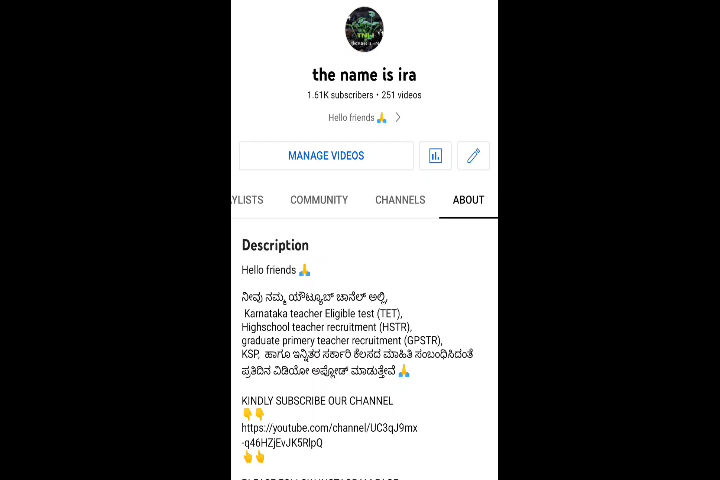 the name is ira
1.61K subscribers • 251 videos
Hello friends 🙏 >
MANAGE VIDEOS
YLISTS COMMUNITY CHANNELS ABOUT
Description
Hello friends 🙏
ನೀವು ನಮ್ಮ ಯೌಟ್ಯೂಬ್ ಚಾನೆಲ್ ಅಲ್ಲಿ,
Karnataka teacher Eligible test (TET),
Highschool teacher recruitment (HSTR),
graduate primery teacher recruitment (GPSTR),
KSP, ಹಾಗೂ ಇನ್ನಿತರ ಸರ್ಕಾರಿ ಕೆಲಸದ ಮಾಹಿತಿ ಸಂಬಂಧಿಸಿದಂತೆ
ಪ್ರತಿದಿನ ವಿಡಿಯೋ ಅಪ್ಲೋಡ್ ಮಾಡುತ್ತೇವೆ 🙏
KINDLY SUBSCRIBE OUR CHANNEL
👇👇
https://youtube.com/channel/UC3qJ9mx
-q46HZjEvJK5RlpQ
👆👆